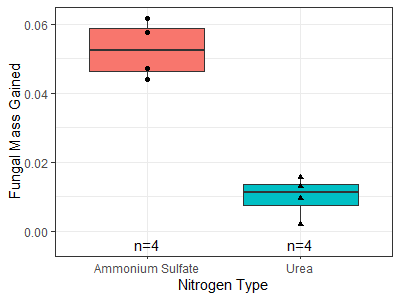 Fungal Mass Gained
0.06
0.04
0.02
0.00
n=4
n=4
Ammonium Sulfate
Urea
Nitrogen Type